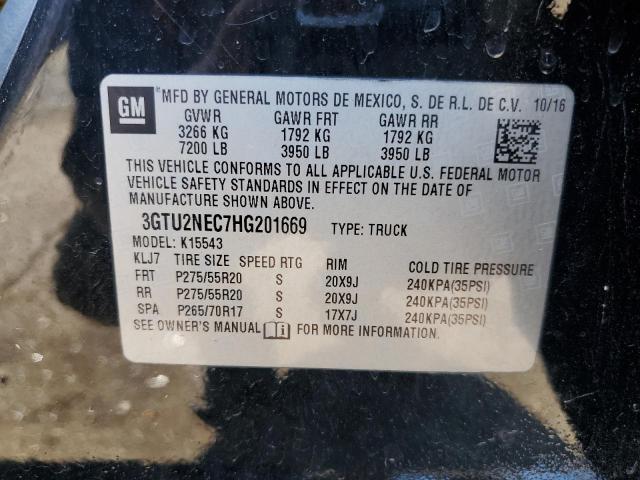 GM
MFD BY GENERAL MOTORS DE MEXICO, S. DE R.L. DE C.V. 10/16
GVWR GAWR FRT GAWR RR
3266 KG 1792 KG 1792 KG
7200 LB 3950 LB 3950 LB
THIS VEHICLE CONFORMS TO ALL APPLICABLE U.S. FEDERAL MOTOR
VEHICLE SAFETY STANDARDS IN EFFECT ON THE DATE OF
MANUFACTURE SHOWN ABOVE.
3GTU2NEC7HG201669 TYPE: TRUCK
MODEL: K15543
KLJ7 TIRE SIZE SPEED RTG RIM COLD TIRE PRESSURE
FRT P275/55R20 S 20X9J 240KPA(35PSI)
RR P275/55R20 S 20X9J 240KPA(35PSI)
SPA P265/70R17 S 17X7J 240KPA(35PSI)
SEE OWNER'S MANUAL FOR MORE INFORMATION.